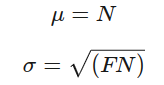 μ = N
σ = √(FN)